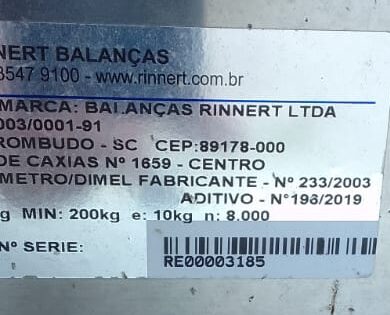 NERT BALANÇAS
3547 9100 - www.rinnert.com.br
MARCA: BALANÇAS RINNERT LTDA
003/0001-91
ROMBUDO - SC CEP:89178-000
DE CAXIAS Nº 1659 - CENTRO
METRO/DIMEL FABRICANTE - Nº 233/2003
ADITIVO - N°196/2019
g MIN: 200kg e: 10kg n: 8.000
Nº SERIE:
RE00003185